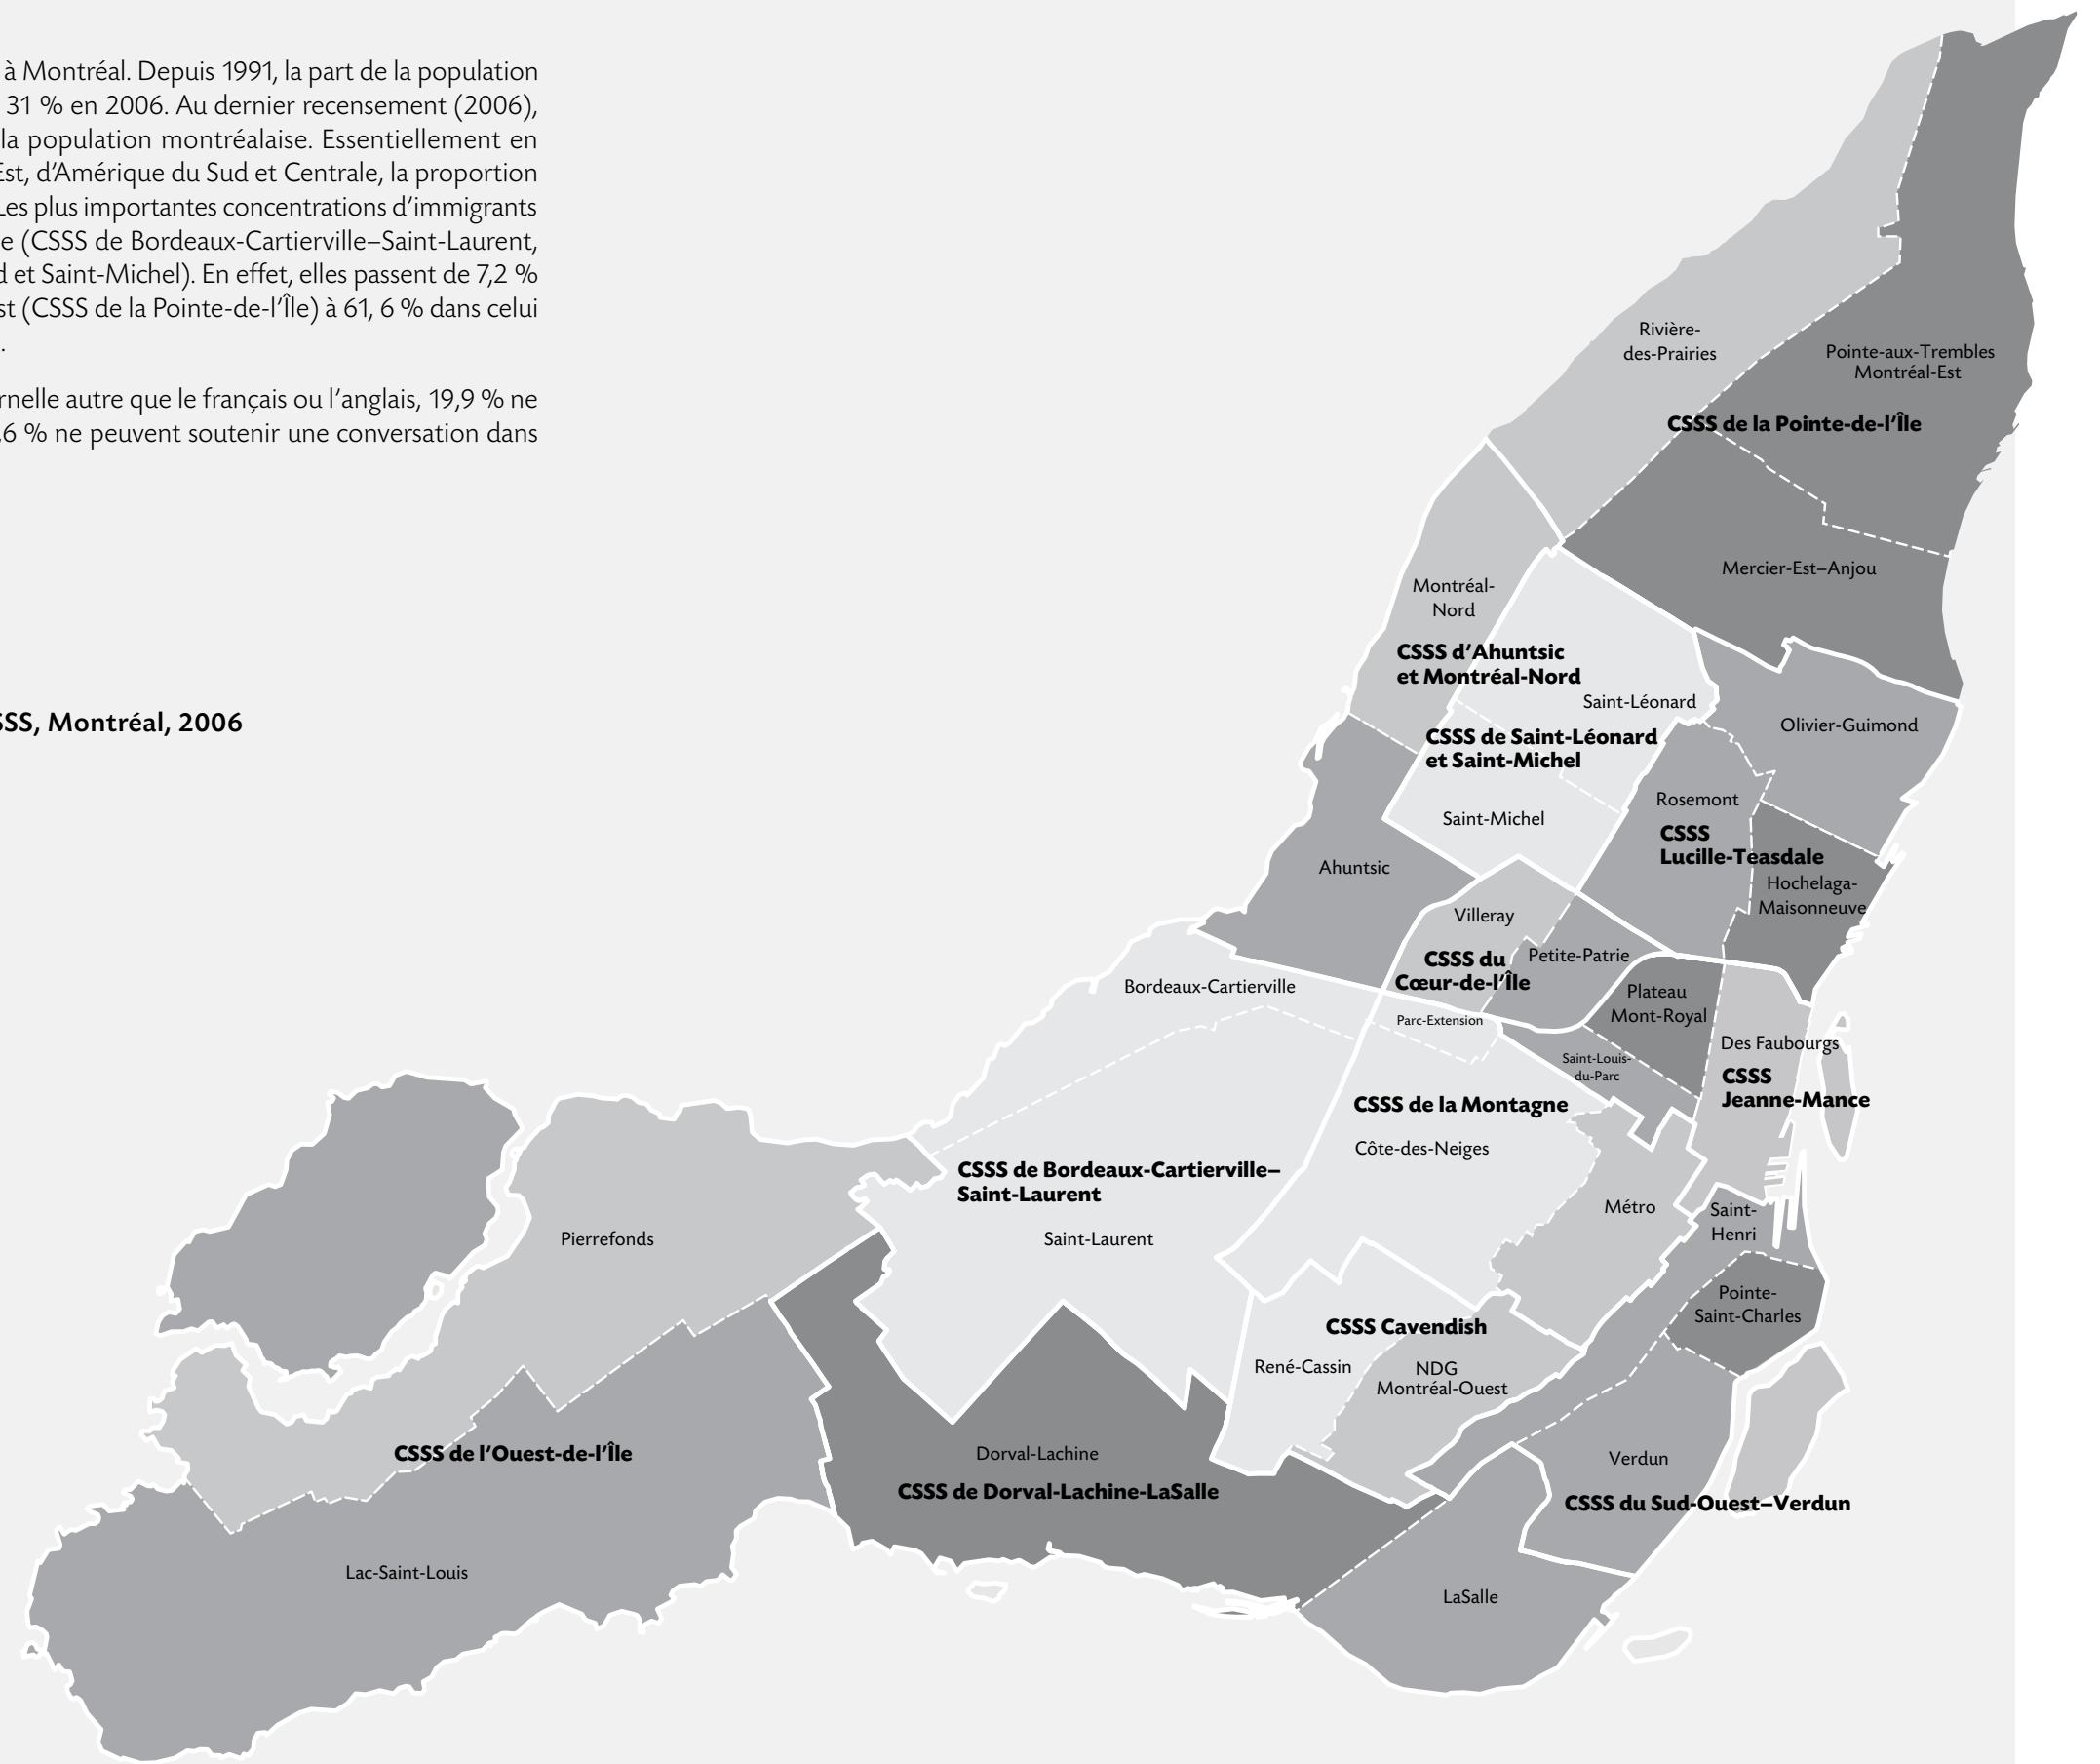 à Montréal. Depuis 1991, la part de la population
31 % en 2006. Au dernier recensement (2006),
la population montréalaise. Essentiellement en
Est, d'Amérique du Sud et Centrale, la proportion
Les plus importantes concentrations d'immigrants
e (CSSS de Bordeaux-Cartierville–Saint-Laurent,
d et Saint-Michel). En effet, elles passent de 7,2 %
st (CSSS de la Pointe-de-l'Île) à 61, 6 % dans celui
.
rnelle autre que le français ou l'anglais, 19,9 % ne
,6 % ne peuvent soutenir une conversation dans
SSS, Montréal, 2006
Rivière-
des-Prairies
Pointe-aux-Trembles
Montréal-Est
CSSS de la Pointe-de-l'Île
Mercier-Est–Anjou
Montréal-
Nord
CSSS d'Ahuntsic
et Montréal-Nord
Saint-Léonard
Olivier-Guimond
CSSS de Saint-Léonard
et Saint-Michel
Rosemont
Saint-Michel
CSSS
Lucille-Teasdale
Ahuntsic
Hochelaga-
Maisonneuve
Villeray
Petite-Patrie
CSSS du
Cœur-de-l'Île
Bordeaux-Cartierville
Plateau
Mont-Royal
Parc-Extension
Des Faubourgs
Saint-Louis-
du-Parc
CSSS
Jeanne-Mance
CSSS de la Montagne
Côte-des-Neiges
CSSS de Bordeaux-Cartierville–
Saint-Laurent
Métro
Saint-
Henri
Pierrefonds
Saint-Laurent
Pointe-
Saint-Charles
CSSS Cavendish
René-Cassin
NDG
Montréal-Ouest
CSSS de l'Ouest-de-l'Île
Dorval-Lachine
Verdun
CSSS de Dorval-Lachine-LaSalle
CSSS du Sud-Ouest–Verdun
Lac-Saint-Louis
LaSalle